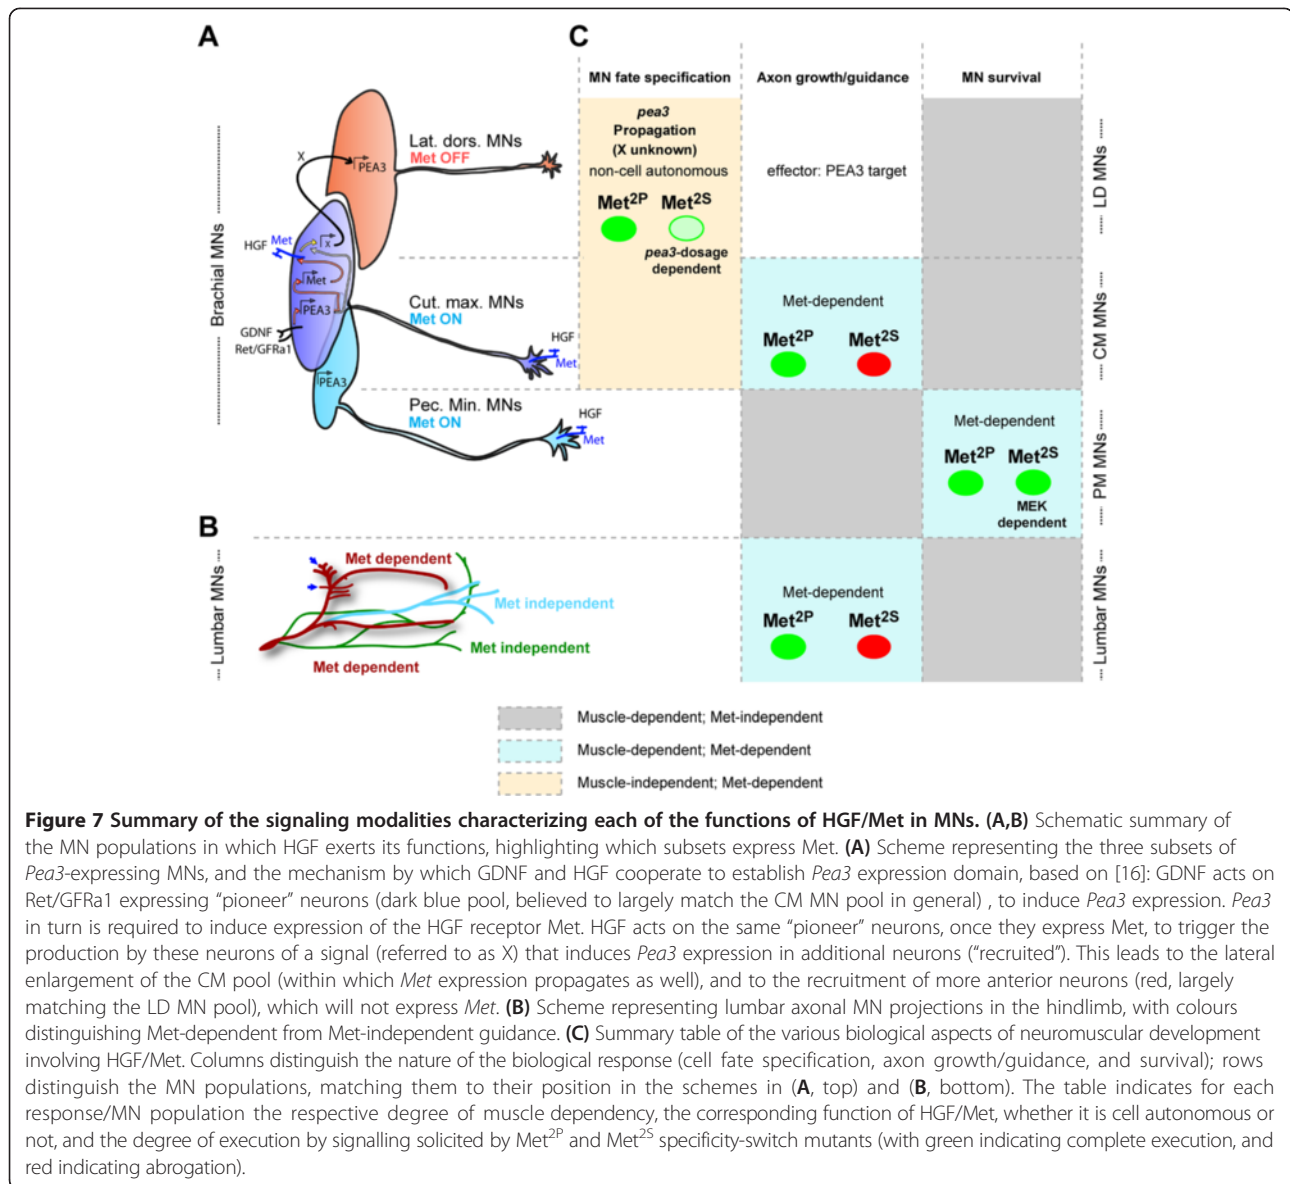 A
C
MN fate specification
Axon growth/guidance
MN survival
Brachial MNs
X
PEA3
Lat. dors. MNs
Met OFF
HGF
Met
x
Met
PEA3
GDNF
Ret/GFRa1
PEA3
Cut. max. MNs
Met ON
HGF
Met
Pec. Min. MNs
Met ON
HGF
Met
pea3
Propagation
(X unknown)
non-cell autonomous
Met2P Met2S
pea3-dosage
dependent
effector: PEA3 target
LD MNs
Met-dependent
Met2P Met2S
CM MNs
Met-dependent
Met2P Met2S
MEK
dependent
PM MNs
B
Lumbar MNs
Met dependent
Met independent
Met independent
Met dependent
Met-dependent
Met2P Met2S
Lumbar MNs
Muscle-dependent; Met-independent
Muscle-dependent; Met-dependent
Muscle-independent; Met-dependent
Figure 7 Summary of the signaling modalities characterizing each of the functions of HGF/Met in MNs. (A,B) Schematic summary of
the MN populations in which HGF exerts its functions, highlighting which subsets express Met. (A) Scheme representing the three subsets of
Pea3-expressing MNs, and the mechanism by which GDNF and HGF cooperate to establish Pea3 expression domain, based on [16]: GDNF acts on
Ret/GFRa1 expressing “pioneer” neurons (dark blue pool, believed to largely match the CM MN pool in general) , to induce Pea3 expression. Pea3
in turn is required to induce expression of the HGF receptor Met. HGF acts on the same “pioneer” neurons, once they express Met, to trigger the
production by these neurons of a signal (referred to as X) that induces Pea3 expression in additional neurons (“recruited”). This leads to the lateral
enlargement of the CM pool (within which Met expression propagates as well), and to the recruitment of more anterior neurons (red, largely
matching the LD MN pool), which will not express Met. (B) Scheme representing lumbar axonal MN projections in the hindlimb, with colours
distinguishing Met-dependent from Met-independent guidance. (C) Summary table of the various biological aspects of neuromuscular development
involving HGF/Met. Columns distinguish the nature of the biological response (cell fate specification, axon growth/guidance, and survival); rows
distinguish the MN populations, matching them to their position in the schemes in (A, top) and (B, bottom). The table indicates for each
response/MN population the respective degree of muscle dependency, the corresponding function of HGF/Met, whether it is cell autonomous or
not, and the degree of execution by signalling solicited by Met2P and Met2S specificity-switch mutants (with green indicating complete execution, and
red indicating abrogation).